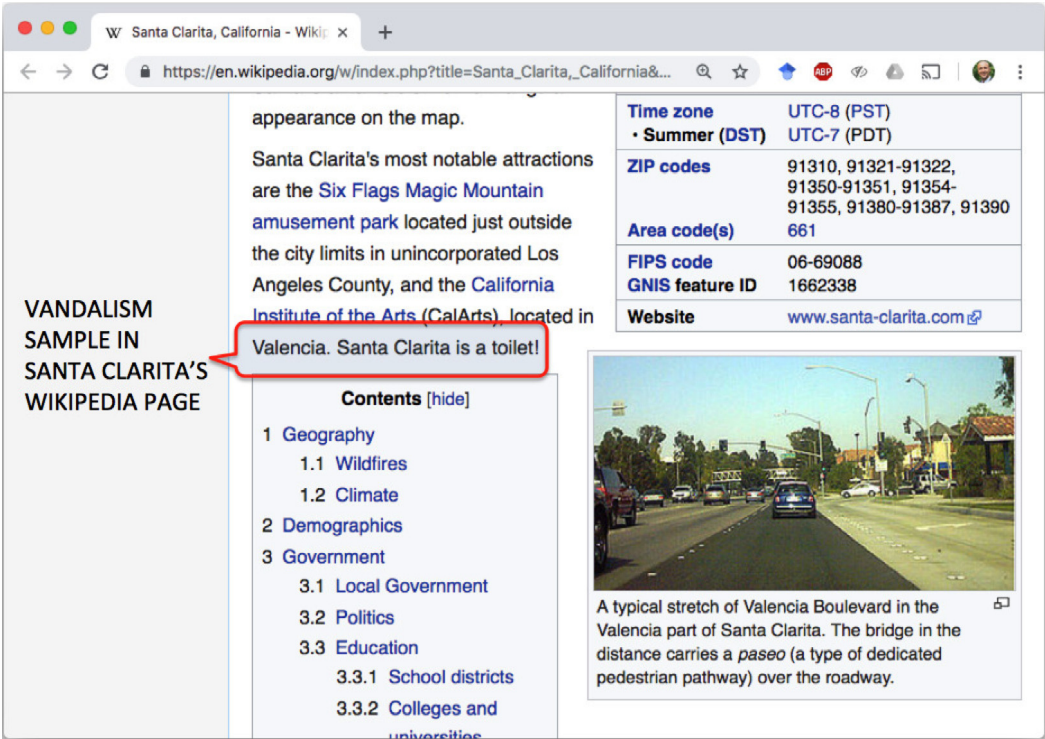 W Santa Clarita, California - Wikip
https://en.wikipedia.org/w/index.php?title=Santa_Clarita,_California&...
ABP
appearance on the map.
Santa Clarita's most notable attractions
are the Six Flags Magic Mountain
amusement park located just outside
the city limits in unincorporated Los
Angeles County, and the California
Institute of the Arts (CalArts), located in
Valencia. Santa Clarita is a toilet!
VANDALISM
SAMPLE IN
SANTA CLARITA'S
WIKIPEDIA PAGE
Contents [hide]
1 Geography
1.1 Wildfires
1.2 Climate
2 Demographics
3 Government
3.1 Local Government
3.2 Politics
3.3 Education
3.3.1 School districts
3.3.2 Colleges and
universities
Time zone UTC-8 (PST)
• Summer (DST) UTC-7 (PDT)
ZIP codes 91310, 91321-91322,
91350-91351, 91354-
91355, 91380-91387, 91390
Area code(s) 661
FIPS code 06-69088
GNIS feature ID 1662338
Website www.santa-clarita.com
A typical stretch of Valencia Boulevard in the
Valencia part of Santa Clarita. The bridge in the
distance carries a paseo (a type of dedicated
pedestrian pathway) over the roadway.